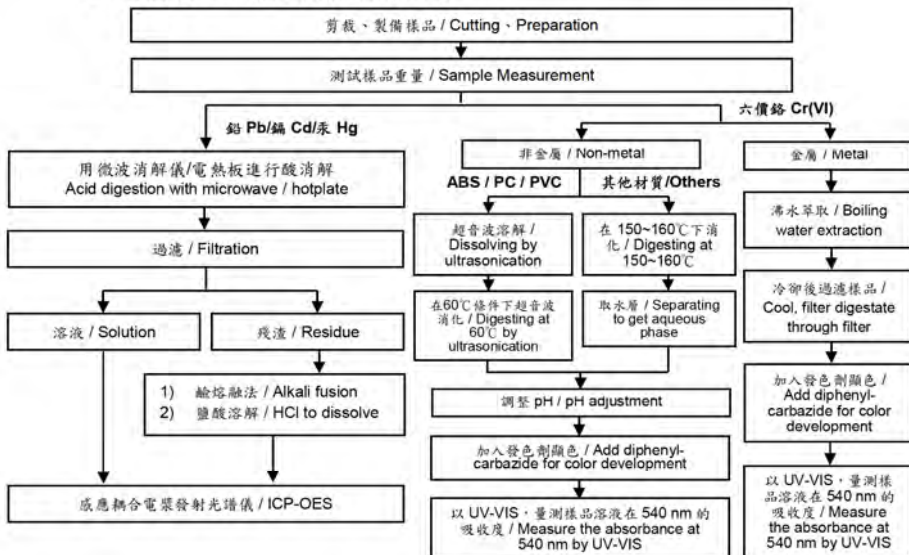 剪裁、製備樣品 / Cutting、Preparation
測試樣品重量 / Sample Measurement
鉛 Pb/鎘 Cd/汞 Hg
六價鉻 Cr(VI)
用微波消解儀/電熱板進行酸消解
Acid digestion with microwave / hotplate
過濾 / Filtration
溶液 / Solution
殘渣 / Residue
1) 鹼熔融法 / Alkali fusion
2) 鹽酸溶解 / HCl to dissolve
感應耦合電漿發射光譜儀 / ICP-OES
非金屬 / Non-metal
ABS / PC / PVC
其他材質/Others
超音波溶解 /
Dissolving by
ultrasonication
在60℃條件下超音波
消化 / Digesting at
60℃ by
ultrasonication
在 150~160℃下消
化 / Digesting at
150~160℃
取水層 / Separating
to get aqueous
phase
調整 pH / pH adjustment
加入發色劑顯色 / Add diphenyl-
carbazide for color development
以 UV-VIS,量測樣品溶液在 540 nm 的
吸收度 / Measure the absorbance at
540 nm by UV-VIS
金屬 / Metal
沸水萃取 / Boiling
water extraction
冷卻後過濾樣品 /
Cool, filter digestate
through filter
加入發色劑顯色 /
Add diphenyl-
carbazide for color
development
以 UV-VIS,量測樣
品溶液在 540 nm 的
吸收度 / Measure
the absorbance at
540 nm by UV-VIS